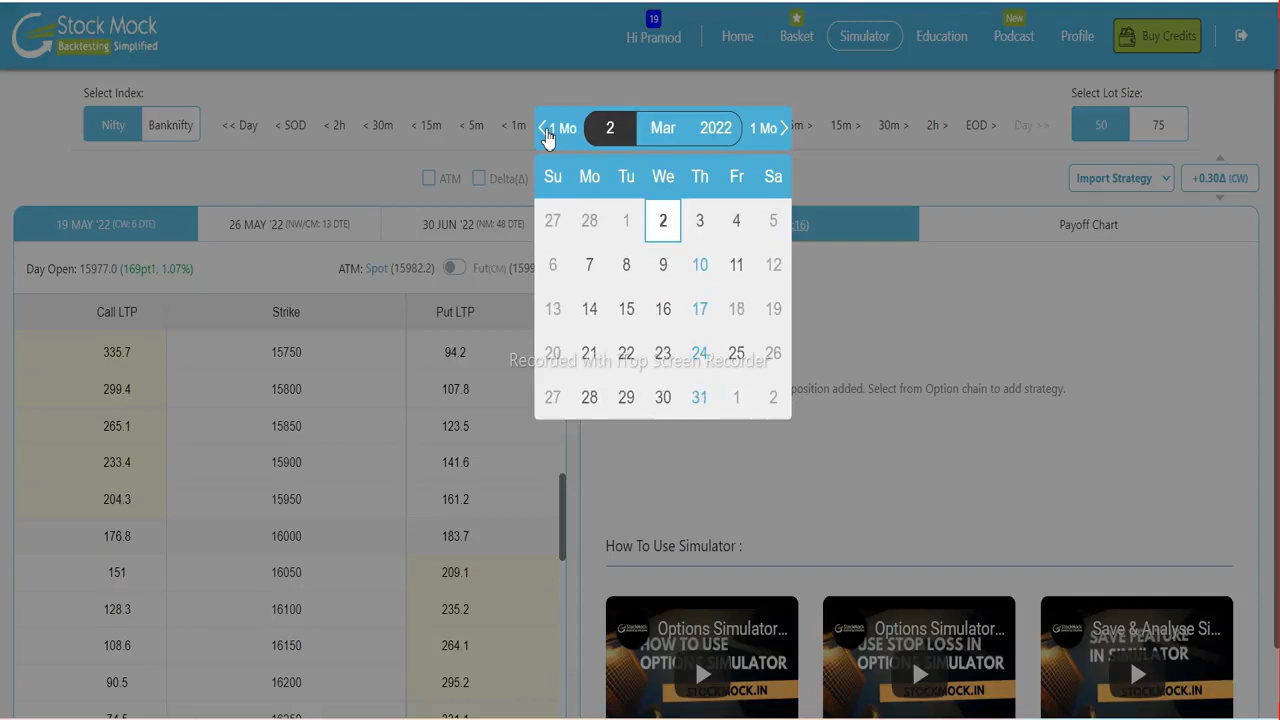 Stock Mock
Backtesting Simplified
19
Hi Pramod
Home
Basket
Simulator
Education
New
Podcast
Profile
Buy Credits
Select Index:
Nifty
Banknifty
<< Day
< SOD
< 2h
< 30m
< 15m
< 5m
< 1m
1 Mo
2
Mar
2022
1 Mo
15m >
30m >
2h >
EOD >
Day >>
Select Lot Size:
50
75
ATM
Delta(Δ)
Import Strategy
+0.30Δ (CW)
Su Mo Tu We Th Fr Sa
27 28 1 2 3 4 5
6 7 8 9 10 11 12
13 14 15 16 17 18 19
20 21 22 23 24 25 26
27 28 29 30 31 1 2
19 MAY '22 (CW: 6 DTE)
26 MAY '22 (NW/CM: 13 DTE)
30 JUN '22 (NM: 48 DTE)
Payoff Chart
Day Open: 15977.0 (169pt↑, 1.07%)
ATM: Spot (15982.2)
Fut(CM)
Call LTP Strike Put LTP
335.7 15750 94.2
299.4 15800 107.8
265.1 15850 123.5
233.4 15900 141.6
204.3 15950 161.2
176.8 16000 183.7
151 16050 209.1
128.3 16100 235.2
108.6 16150 264.1
90.5 16200 295.2
Recorded with iTop Screen Recorder
position added. Select from Option chain to add strategy.
How To Use Simulator :
Options Simulator...
HOW TO USE
OPTIONS SIMULATOR
STOCKMOCK.IN
Options Simulator...
USE STOP LOSS IN
OPTIONS SIMULATOR
STOCKMOCK.IN
Save & Analyse Si...
SAVE FEATURE
IN SIMULATOR
STOCKMOCK.IN